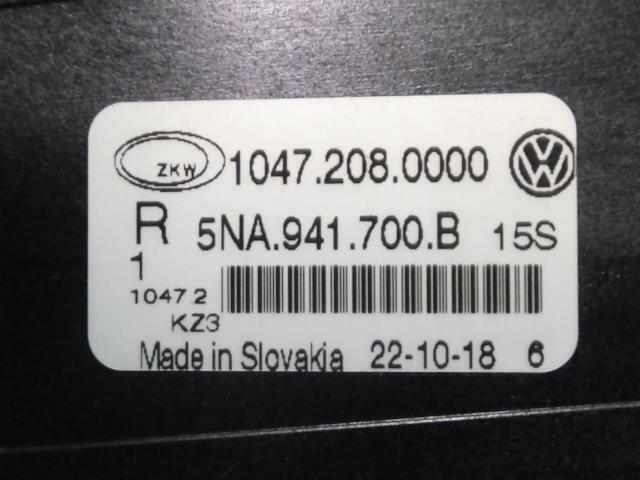 ZKW 1047.208.0000 VW
R 5NA.941.700.B 15S
1
1047 2
KZ3
Made in Slovakia 22-10-18 6